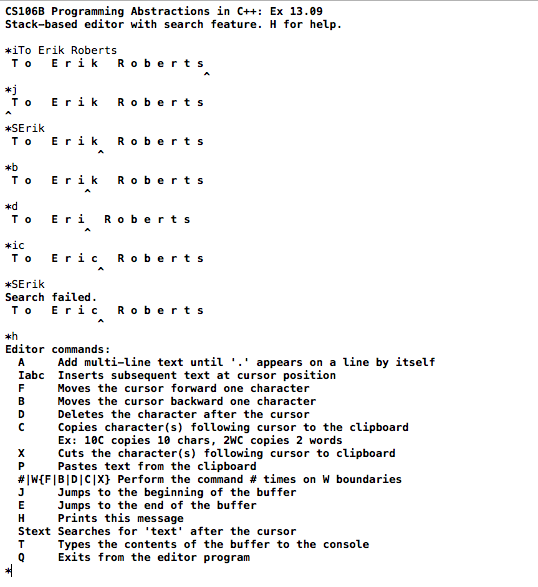 CS106B Programming Abstractions in C++: Ex 13.09
Stack-based editor with search feature. H for help.
*iTo Erik Roberts
T o   E r i k   R o b e r t s
^
*j
T o   E r i k   R o b e r t s
^
*SErik
T o   E r i k   R o b e r t s
^
*b
T o   E r i k   R o b e r t s
^
*d
T o   E r i   R o b e r t s
^
*ic
T o   E r i c   R o b e r t s
^
*SErik
Search failed.
T o   E r i c   R o b e r t s
^
*h
Editor commands:
A     Add multi-line text until '.' appears on a line by itself
Iabc  Inserts subsequent text at cursor position
F     Moves the cursor forward one character
B     Moves the cursor backward one character
D     Deletes the character after the cursor
C     Copies character(s) following cursor to the clipboard
Ex: 10C copies 10 chars, 2WC copies 2 words
X     Cuts the character(s) following cursor to clipboard
P     Pastes text from the clipboard
#|W{F|B|D|C|X} Perform the command # times on W boundaries
J     Jumps to the beginning of the buffer
E     Jumps to the end of the buffer
H     Prints this message
Stext Searches for 'text' after the cursor
T     Types the contents of the buffer to the console
Q     Exits from the editor program
*